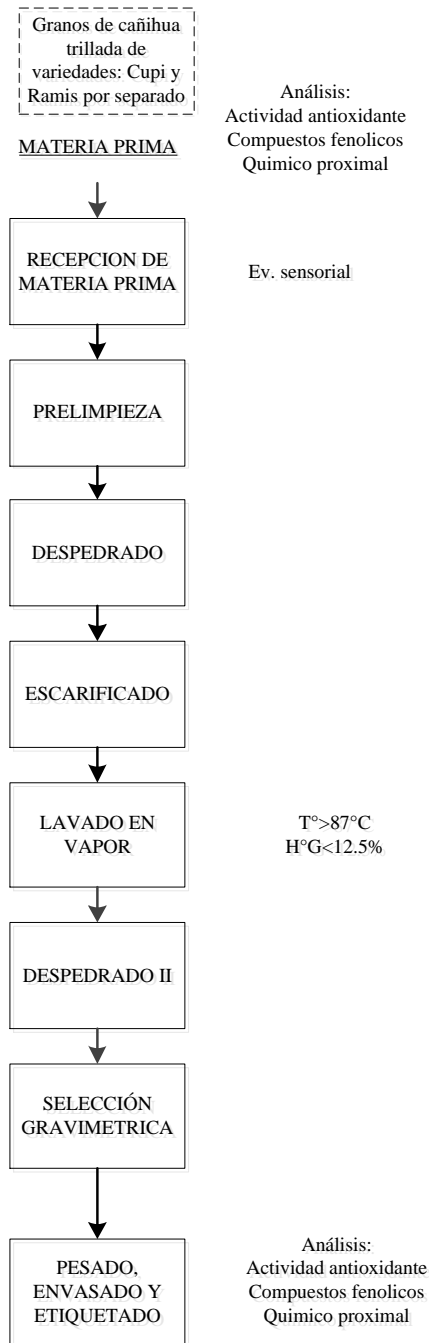 Granos de cañihua
trillada de
variedades: Cupi y
Ramis por separado
MATERIA PRIMA
Análisis:
Actividad antioxidante
Compuestos fenolicos
Quimico proximal
RECEPCION DE
MATERIA PRIMA
Ev. sensorial
PRELIMPIEZA
DESPEDRADO
ESCARIFICADO
LAVADO EN
VAPOR
T°>87°C
H°G<12.5%
DESPEDRADO II
SELECCIÓN
GRAVIMETRICA
PESADO,
ENVASADO Y
ETIQUETADO
Análisis:
Actividad antioxidante
Compuestos fenolicos
Quimico proximal